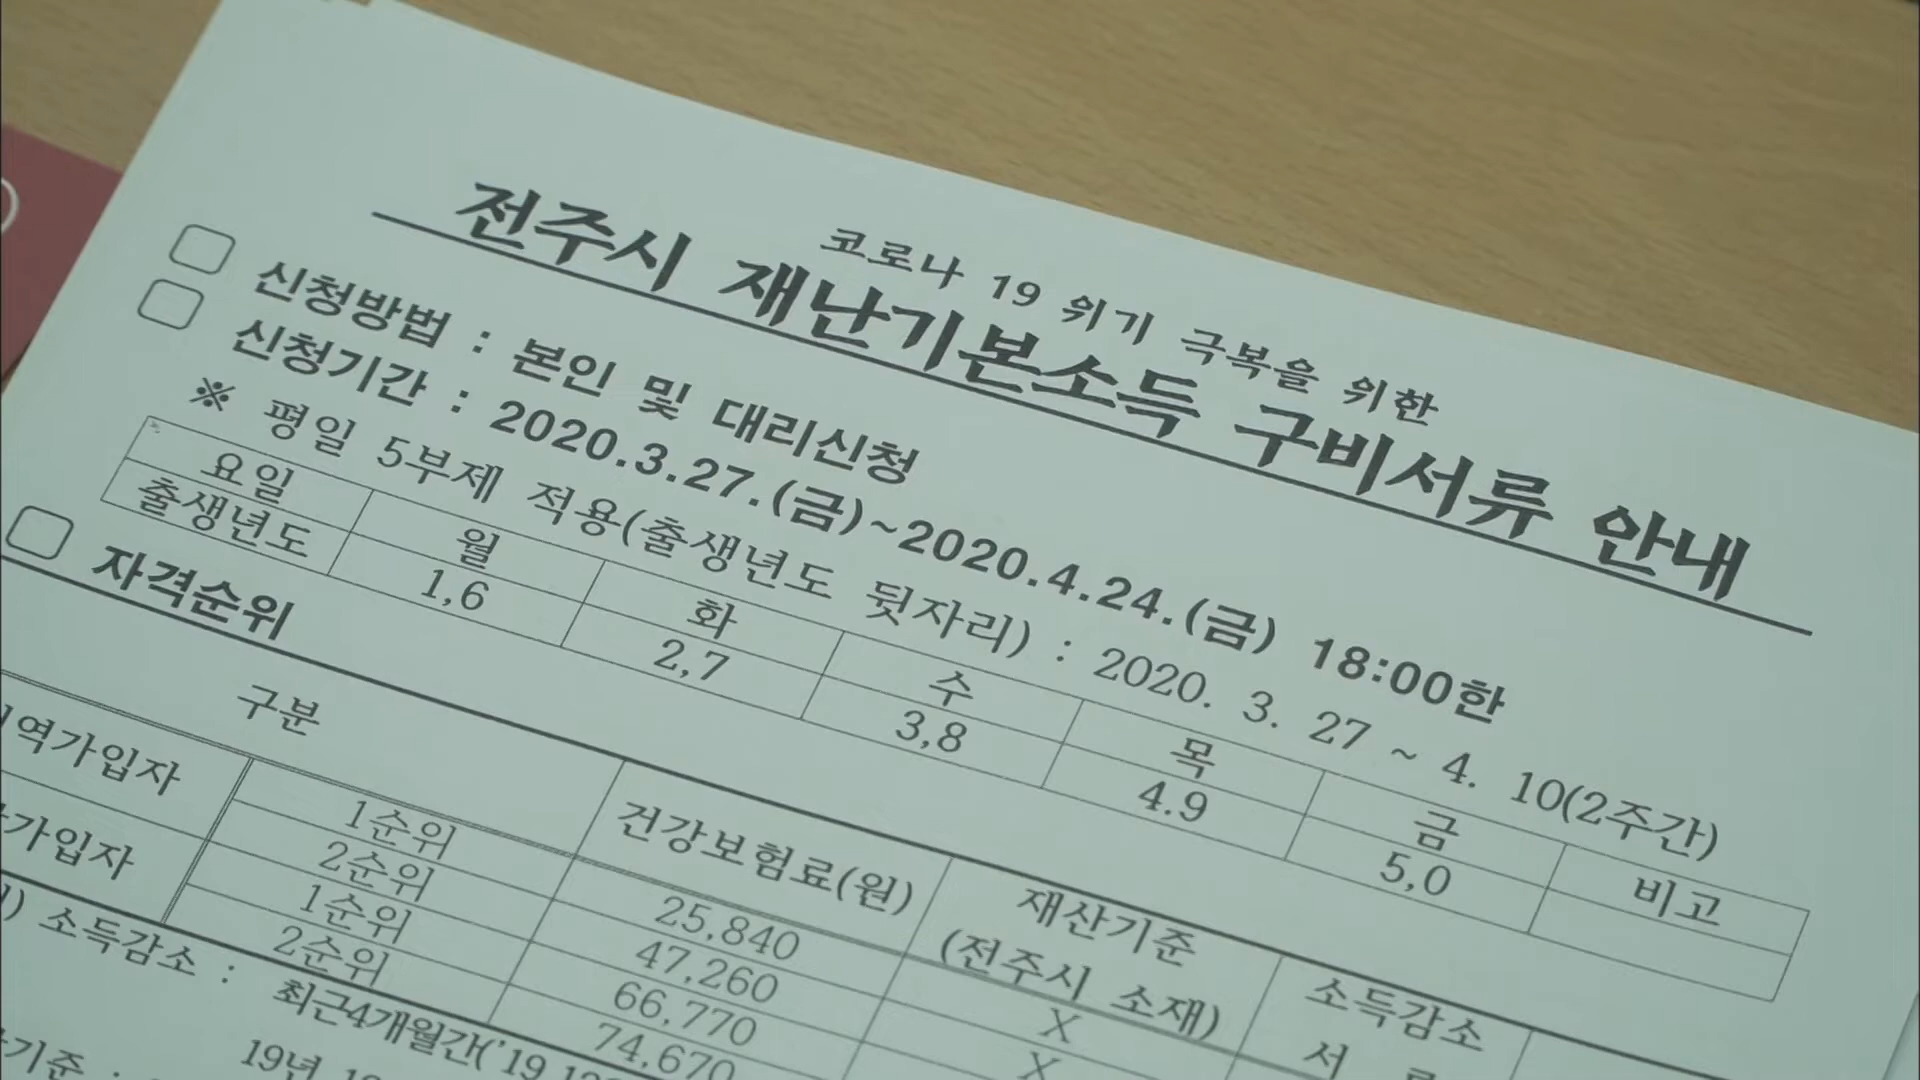 코로나 19 위기 극복을 위한
전주시 재난기본소득 구비서류 안내
신청방법 : 본인 및 대리신청
신청기간 : 2020.3.27.(금)~2020.4.24.(금) 18:00한
※ 평일 5부제 적용(출생년도 뒷자리) : 2020. 3. 27 ~ 4. 10(2주간)
요일 월 화 수 목 금 비고
출생년도 1,6 2,7 3,8 4.9 5,0
자격순위
구분 건강보험료(원) 재산기준 소득감소
(전주시 소재) 서
역가입자 1순위 25,840 X
2순위 47,260 X
가입자 1순위 66,770
2순위 74,670
소득감소 : 최근4개월간('19
기준 : 19년